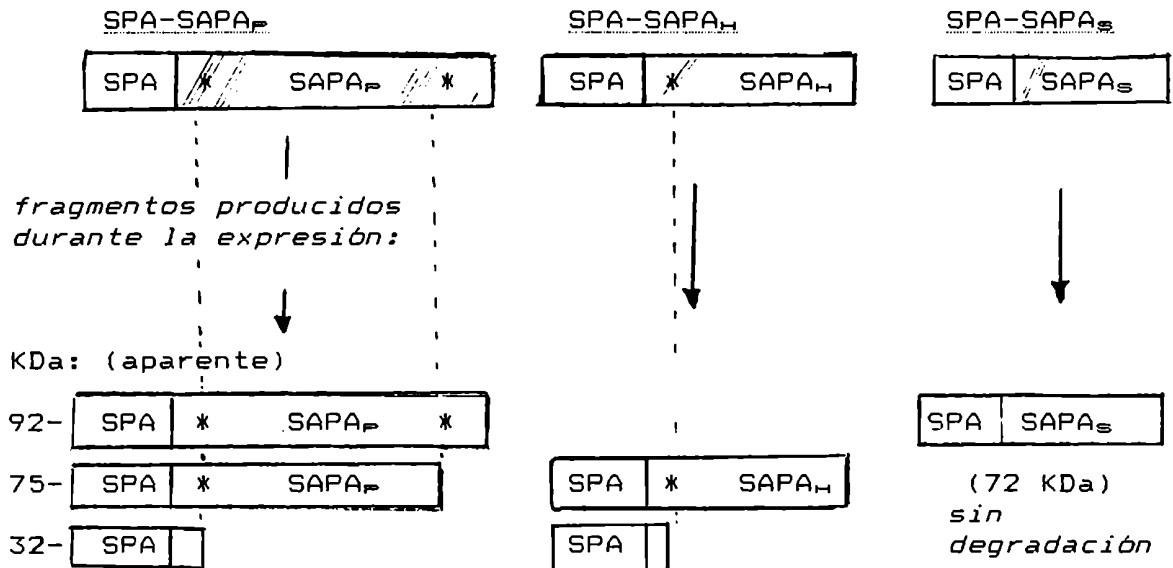 SPA-SAPAP SPA-SAPAH SPA-SAPAS
SPA * SAPAP * SPA * SAPAH SPA SAPAS
fragmentos producidos
durante la expresión:
KDa: (aparente)
92- SPA * SAPAP * SPA SAPAS
75- SPA * SAPAP SPA * SAPAH (72 KDa)
sin
32- SPA SPA degradación